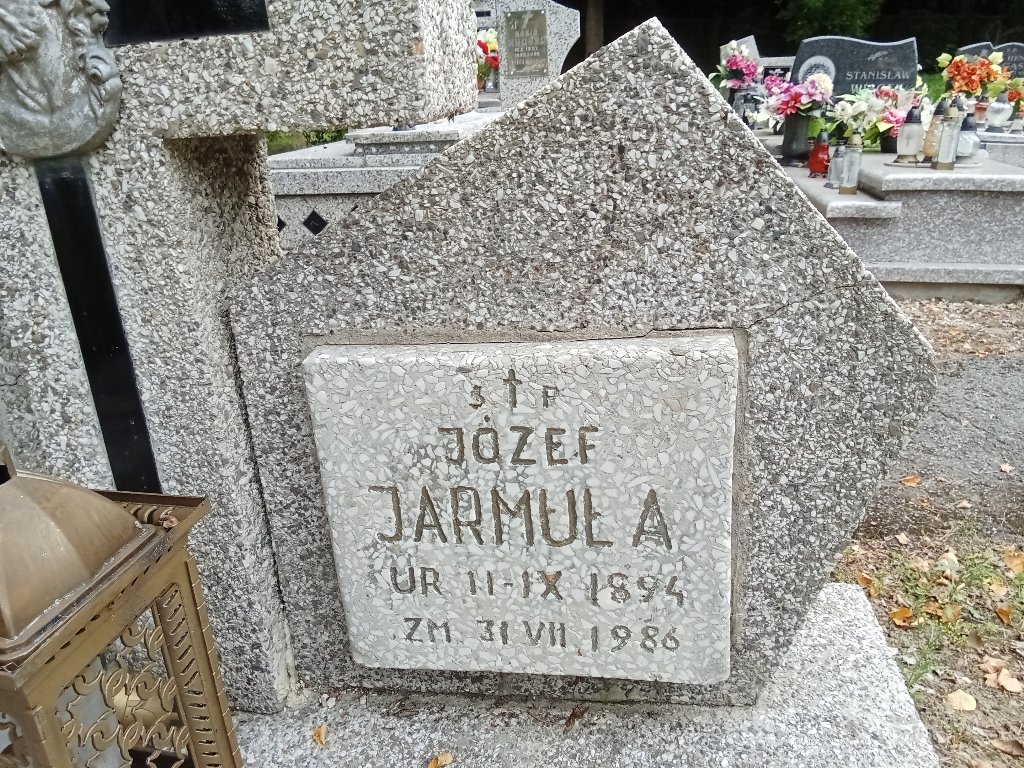 Ś † P
JÓZEF
JARMUŁA
UR 11-IX 1894
ZM. 31 VII 1986
STANISŁAW